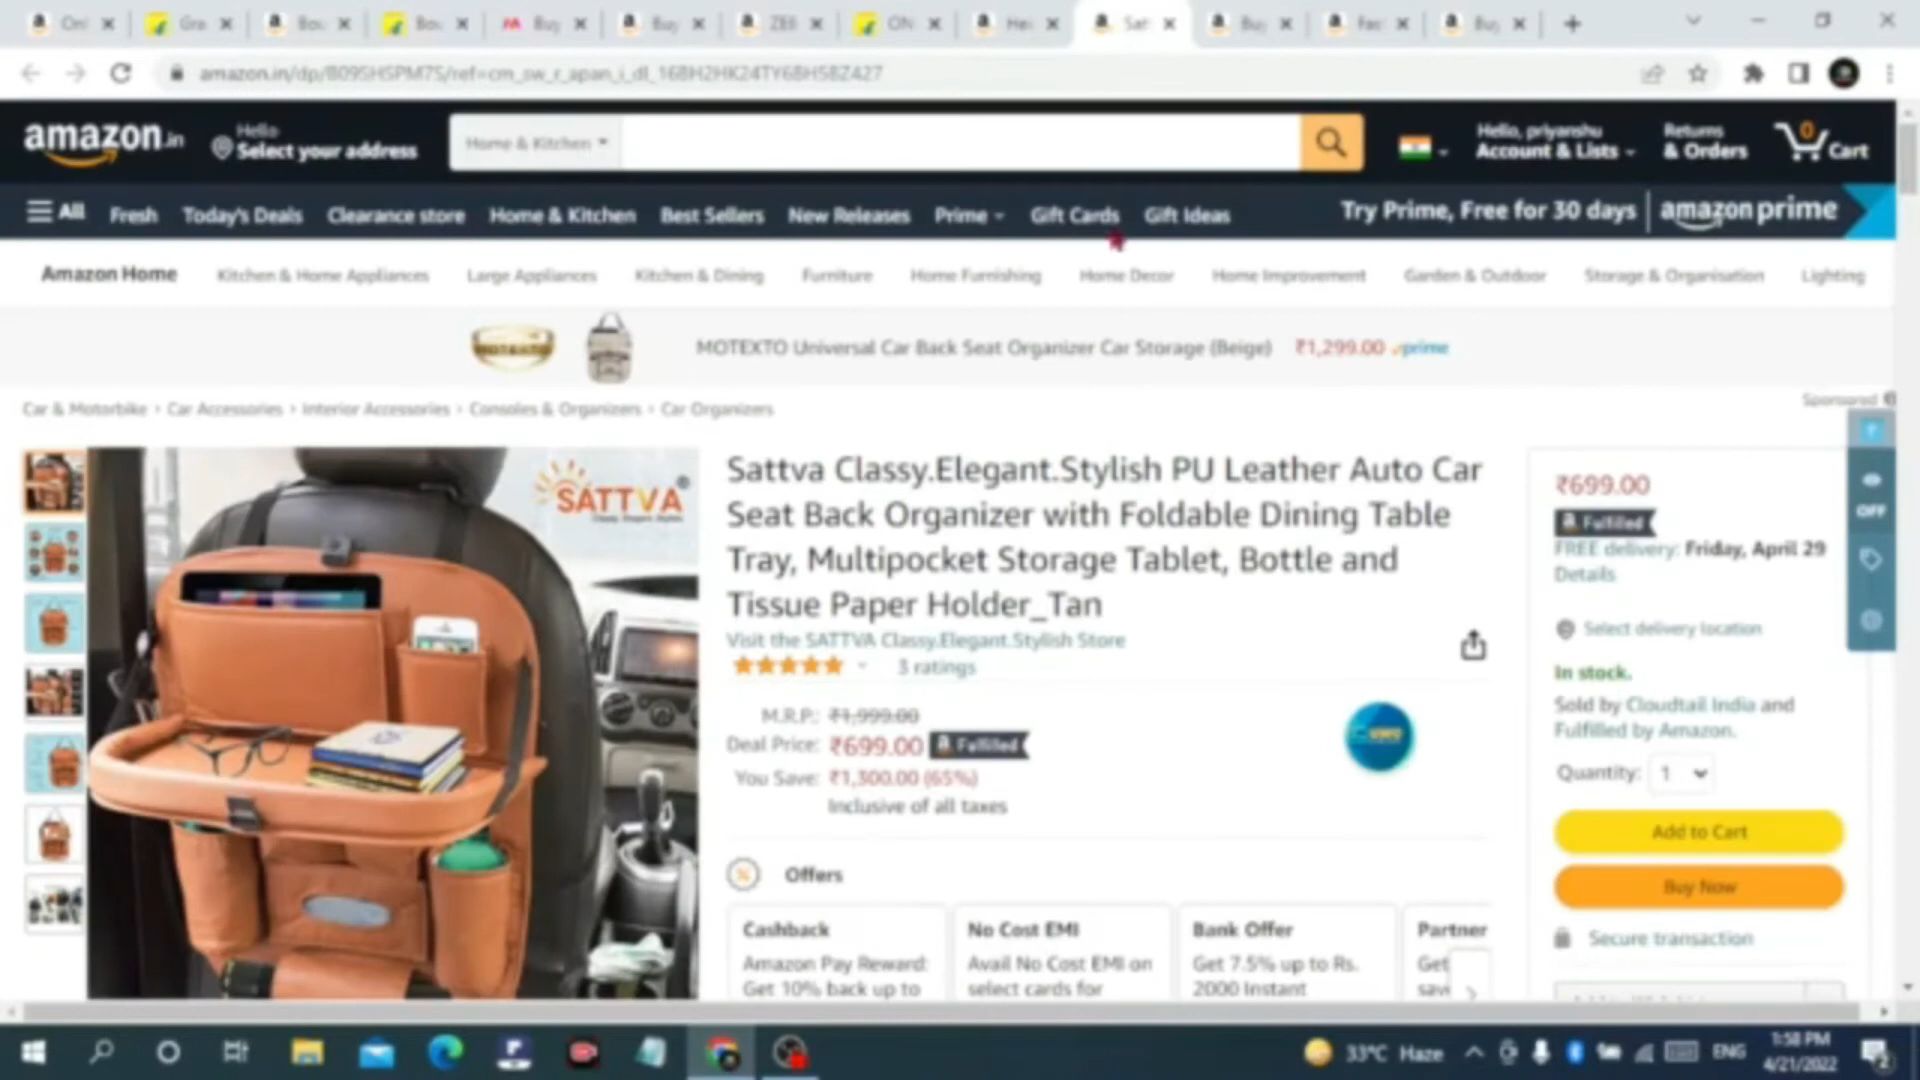 amazon.in/dp/B09SHSPM7S/ref=cm_sw_r_apan_i_dl_16BH2HK24TY6BH58Z427
amazon.in
Hello
Select your address
Home & Kitchen
Hello, priyanshu
Account & Lists
Returns
& Orders
0
Cart
All
Fresh
Today's Deals
Clearance store
Home & Kitchen
Best Sellers
New Releases
Prime
Gift Cards
Gift Ideas
Try Prime, Free for 30 days
amazon prime
Amazon Home
Kitchen & Home Appliances
Large Appliances
Kitchen & Dining
Furniture
Home Furnishing
Home Decor
Home Improvement
Garden & Outdoor
Storage & Organisation
Lighting
MOTEXTO
MOTEXTO Universal Car Back Seat Organizer Car Storage (Beige) ₹1,299.00 prime
Sponsored
Car & Motorbike › Car Accessories › Interior Accessories › Consoles & Organizers › Car Organizers
SATTVA®
Sattva Classy.Elegant.Stylish PU Leather Auto Car
Seat Back Organizer with Foldable Dining Table
Tray, Multipocket Storage Tablet, Bottle and
Tissue Paper Holder_Tan
Visit the SATTVA Classy.Elegant.Stylish Store
3 ratings
M.R.P.: ₹1,999.00
Deal Price: ₹699.00 a Fulfilled
You Save: ₹1,300.00 (65%)
Inclusive of all taxes
Offers
Cashback
Amazon Pay Reward:
Get 10% back up to
No Cost EMI
Avail No Cost EMI on
select cards for
Bank Offer
Get 7.5% up to Rs.
2000 Instant
Partner
Get
sav
₹699.00
a Fulfilled
FREE delivery: Friday, April 29
Details
Select delivery location
In stock.
Sold by Cloudtail India and
Fulfilled by Amazon.
Quantity: 1
Add to Cart
Buy Now
Secure transaction
OFF
33°C Haze
ENG
1:58 PM
4/21/2022
2